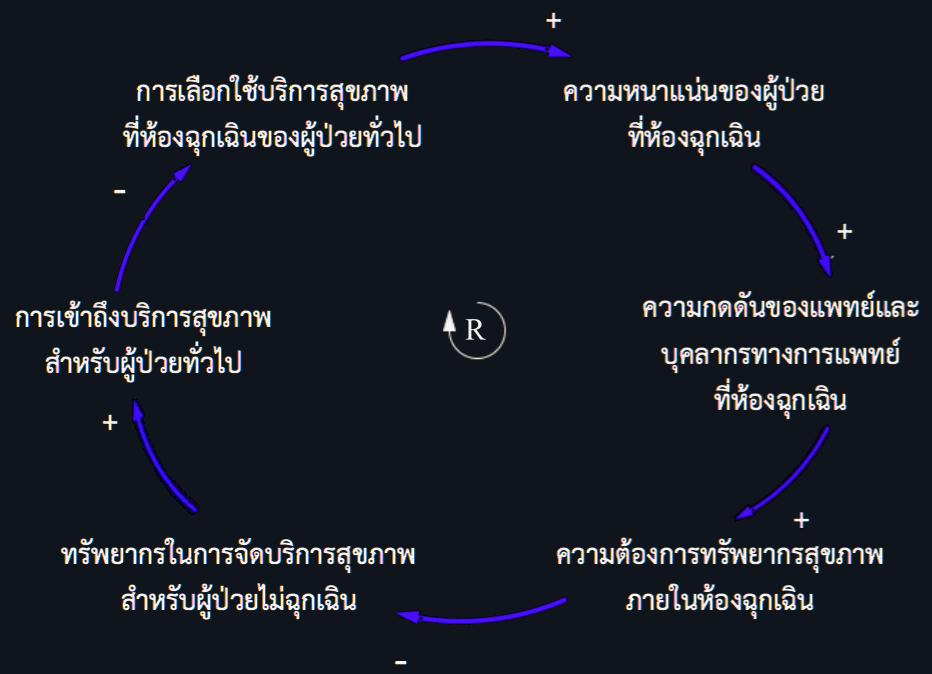 +
การเลือกใช้บริการสุขภาพ
ที่ห้องฉุกเฉินของผู้ป่วยทั่วไป
ความหนาแน่นของผู้ป่วย
ที่ห้องฉุกเฉิน
-
+
การเข้าถึงบริการสุขภาพ
สำหรับผู้ป่วยทั่วไป
R
ความกดดันของแพทย์และ
บุคลากรทางการแพทย์
ที่ห้องฉุกเฉิน
+
+
ทรัพยากรในการจัดบริการสุขภาพ
สำหรับผู้ป่วยไม่ฉุกเฉิน
ความต้องการทรัพยากรสุขภาพ
ภายในห้องฉุกเฉิน
-